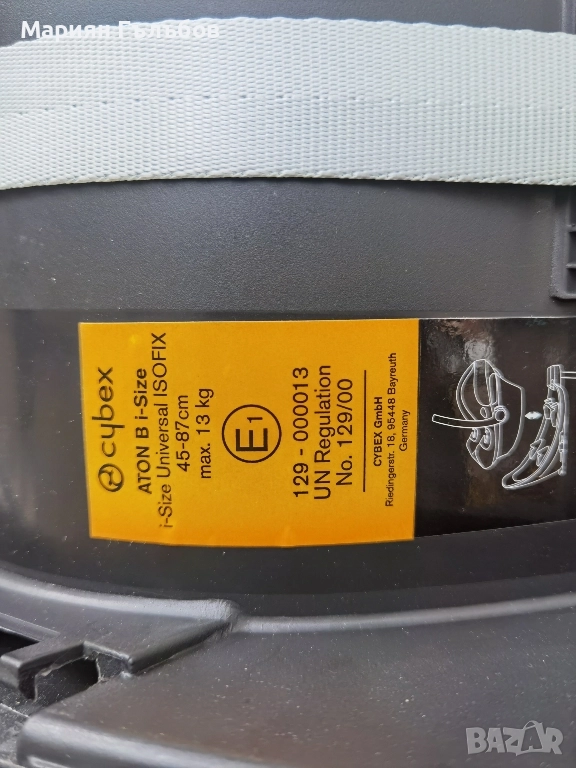 Мариян Гълъбов
cybex
ATON B i-Size
i-Size Universal ISOFIX
45-87cm
max. 13 kg
E1
129 - 000013
UN Regulation
No. 129/00
CYBEX GmbH
Riedingerstr. 18, 95448 Bayreuth
Germany
BAZAR